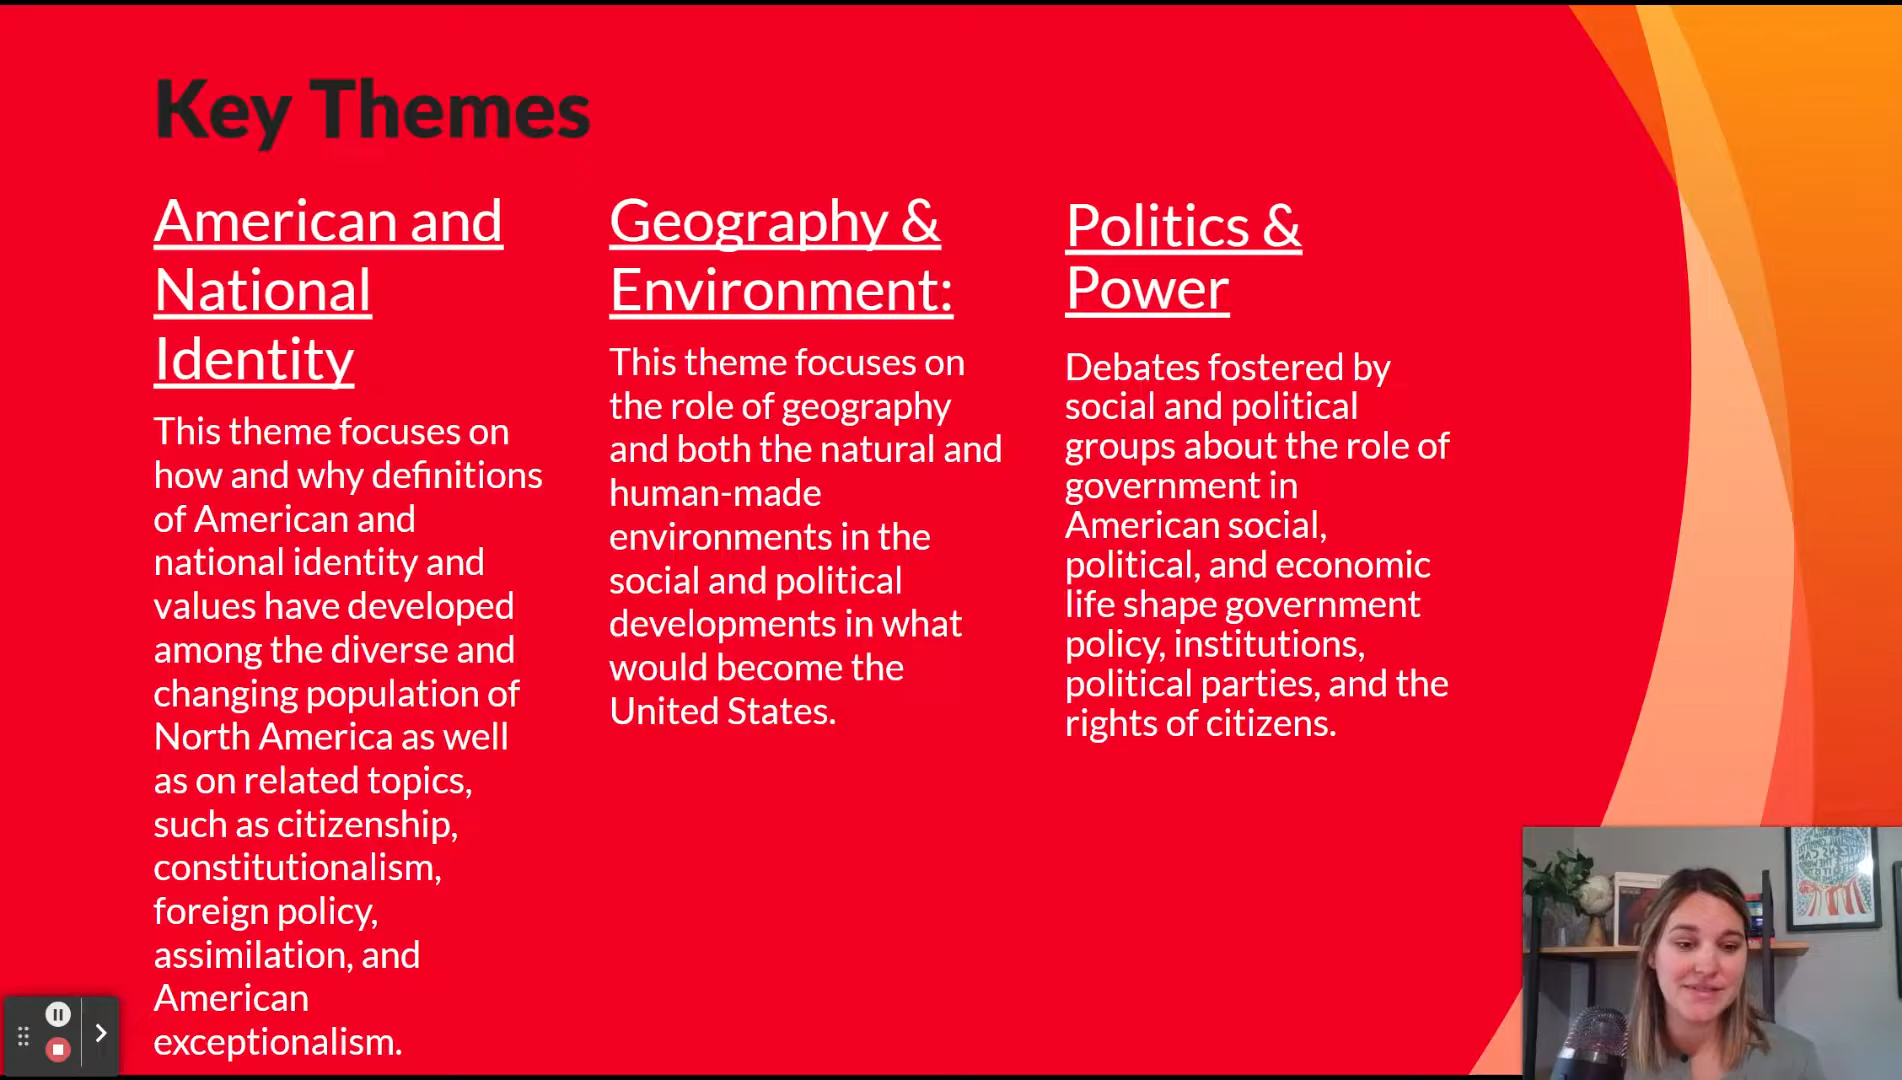 Key Themes
American and
National
Identity
This theme focuses on
how and why definitions
of American and
national identity and
values have developed
among the diverse and
changing population of
North America as well
as on related topics,
such as citizenship,
constitutionalism,
foreign policy,
assimilation, and
American
exceptionalism.
Geography &
Environment:
This theme focuses on
the role of geography
and both the natural and
human-made
environments in the
social and political
developments in what
would become the
United States.
Politics &
Power
Debates fostered by
social and political
groups about the role of
government in
American social,
political, and economic
life shape government
policy, institutions,
political parties, and the
rights of citizens.